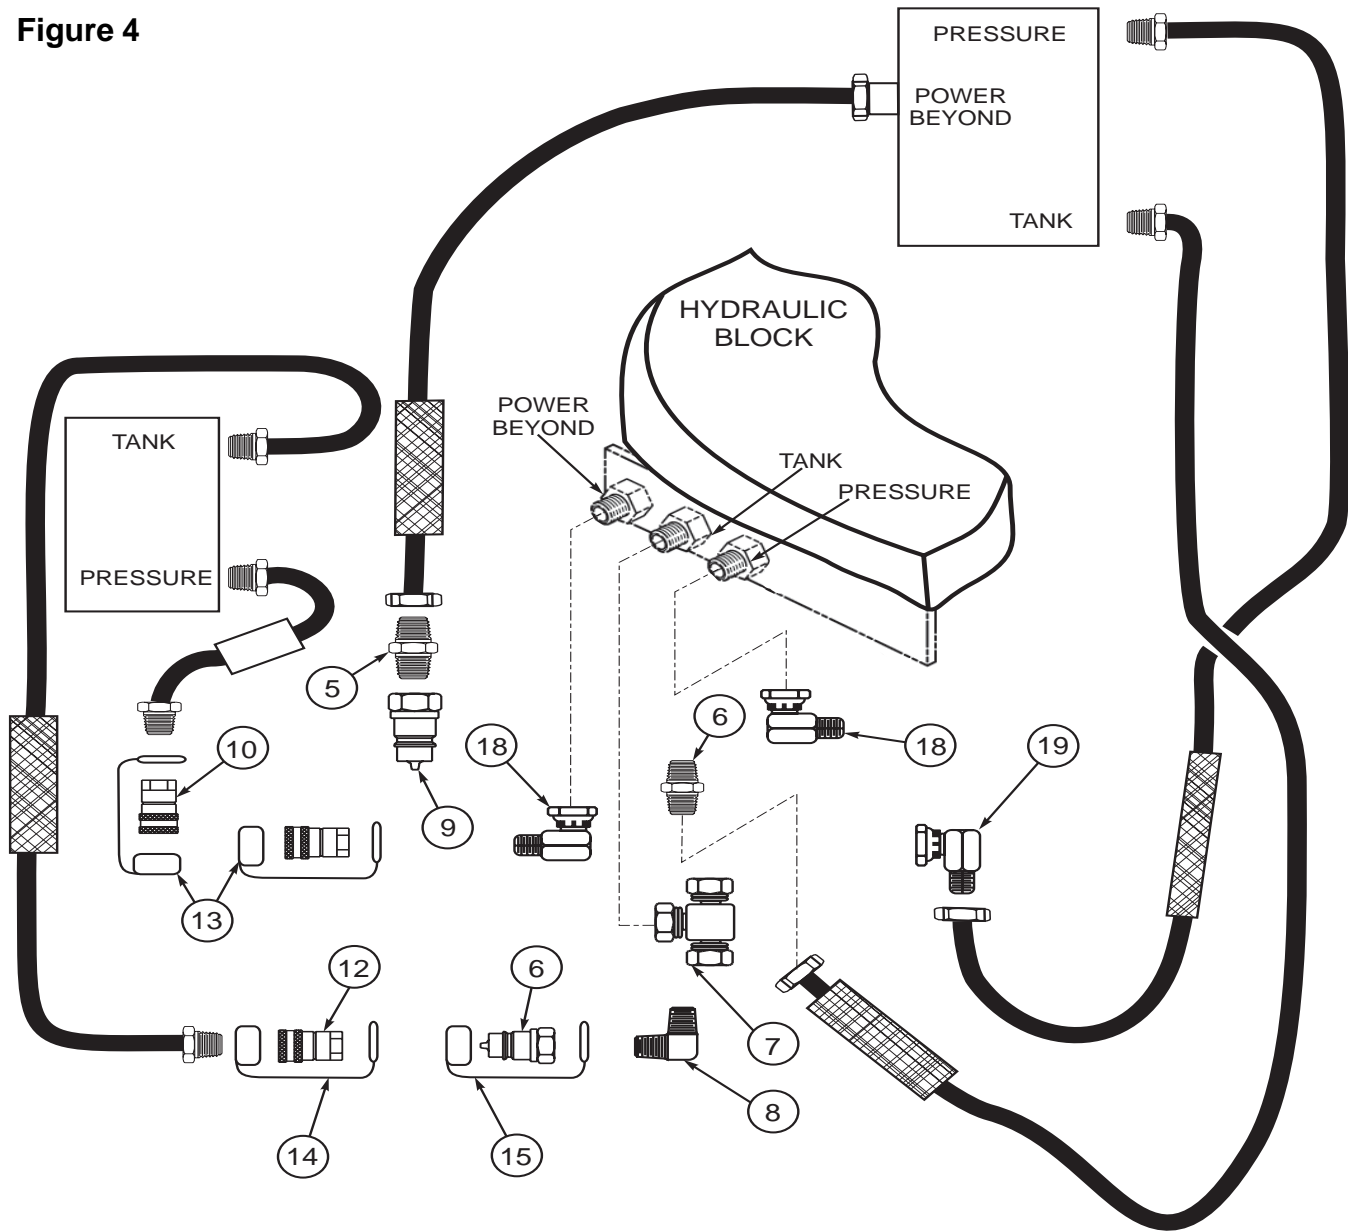 Figure 4
PRESSURE
POWER
BEYOND
TANK
HYDRAULIC
BLOCK
POWER
BEYOND
TANK
PRESSURE
TANK
PRESSURE
5
6
18
19
10
18
9
13
12
6
7
8
14
15